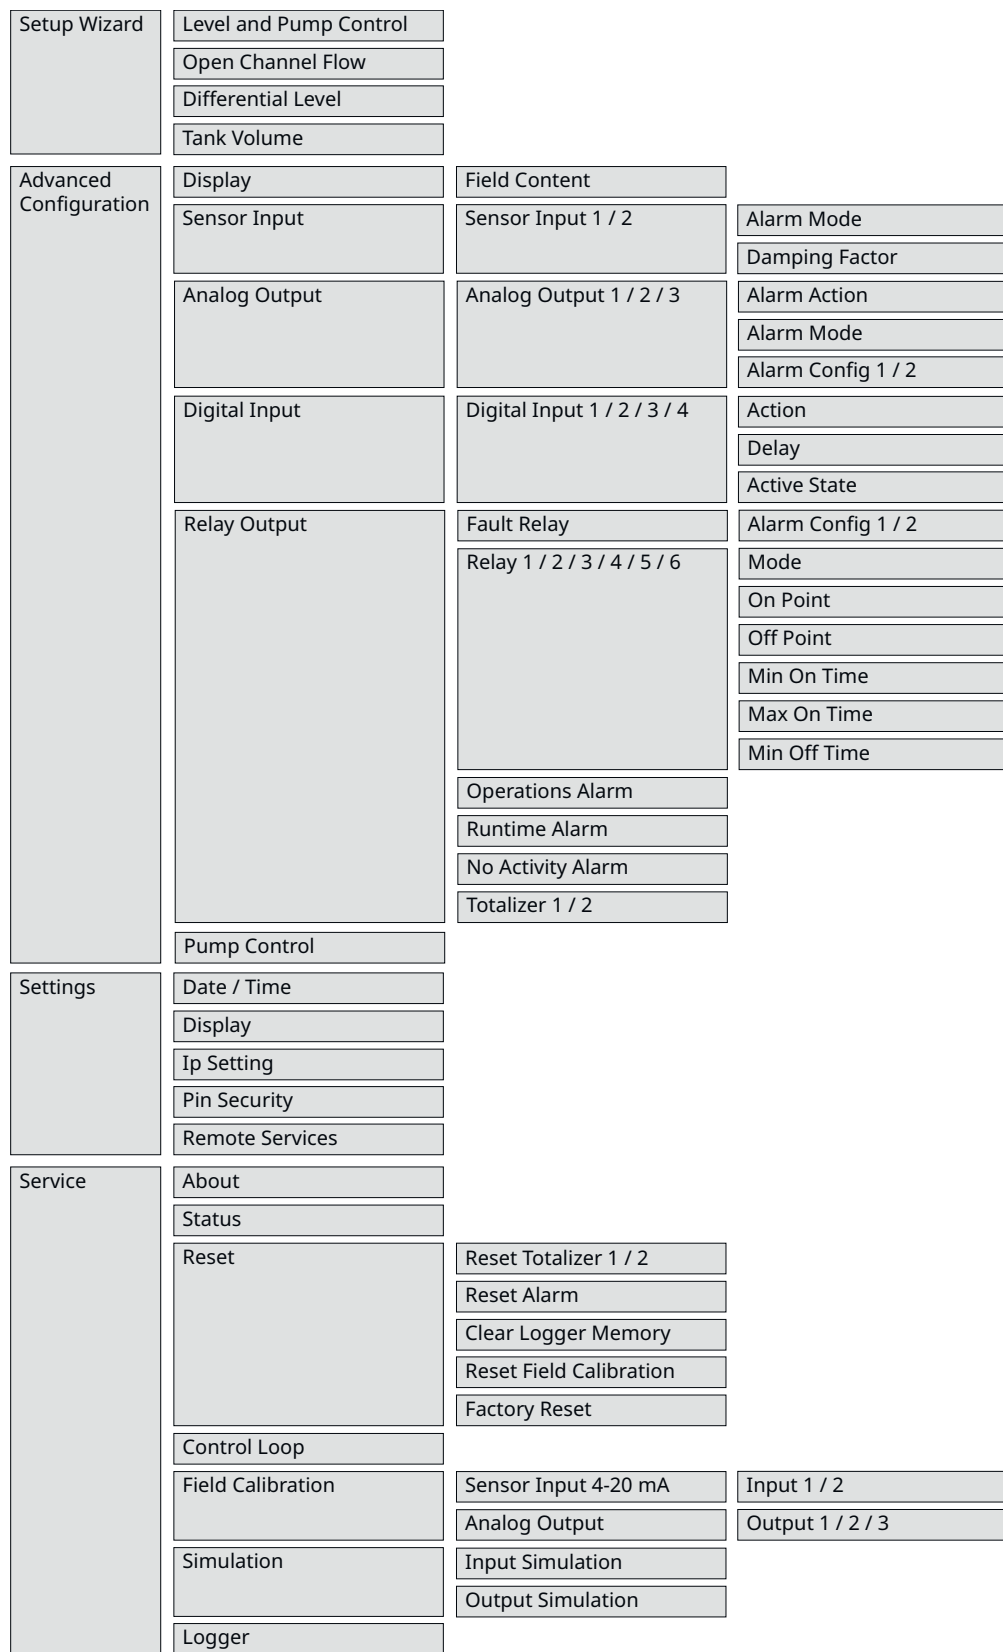 Setup Wizard
Level and Pump Control
Open Channel Flow
Differential Level
Tank Volume
Advanced
Configuration
Display
Field Content
Sensor Input
Sensor Input 1 / 2
Alarm Mode
Damping Factor
Analog Output
Analog Output 1 / 2 / 3
Alarm Action
Alarm Mode
Alarm Config 1 / 2
Digital Input
Digital Input 1 / 2 / 3 / 4
Action
Delay
Active State
Relay Output
Fault Relay
Alarm Config 1 / 2
Relay 1 / 2 / 3 / 4 / 5 / 6
Mode
On Point
Off Point
Min On Time
Max On Time
Min Off Time
Operations Alarm
Runtime Alarm
No Activity Alarm
Totalizer 1 / 2
Pump Control
Settings
Date / Time
Display
Ip Setting
Pin Security
Remote Services
Service
About
Status
Reset
Reset Totalizer 1 / 2
Reset Alarm
Clear Logger Memory
Reset Field Calibration
Factory Reset
Control Loop
Field Calibration
Sensor Input 4-20 mA
Input 1 / 2
Analog Output
Output 1 / 2 / 3
Simulation
Input Simulation
Output Simulation
Logger